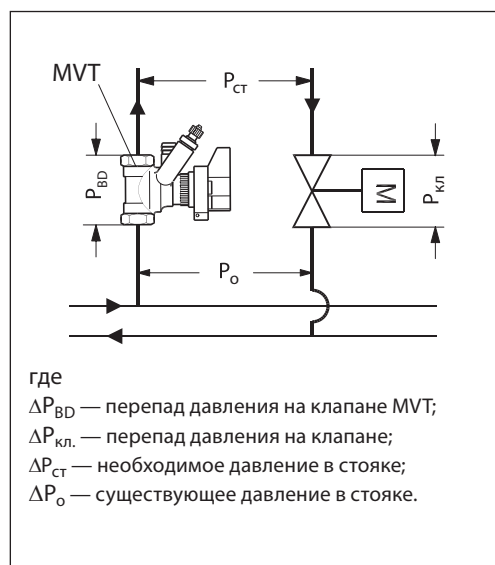 MVT
Pст
PBD
M
Pкл
Po
где
ΔPBD — перепад давления на клапане MVT;
ΔPкл. — перепад давления на клапане;
ΔPст — необходимое давление в стояке;
ΔPо — существующее давление в стояке.